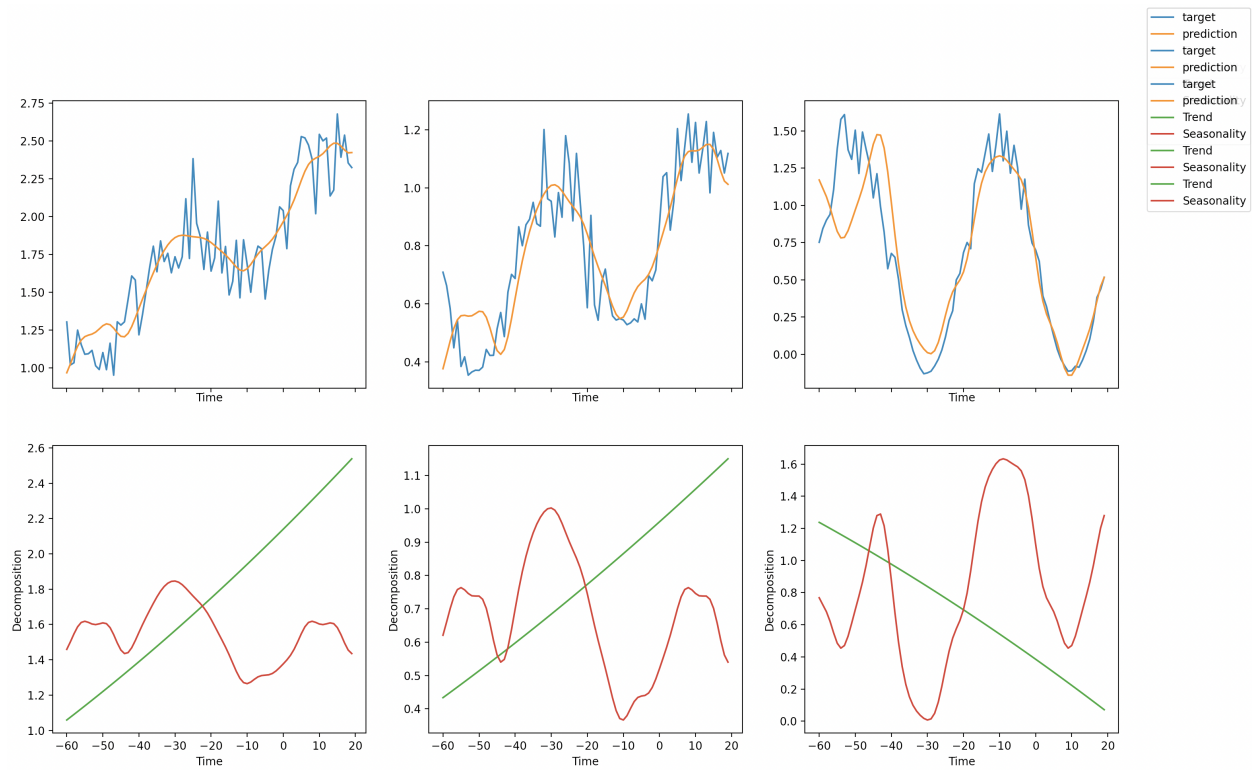 target
prediction
target
prediction
target
prediction
Trend
Seasonality
Trend
Seasonality
Trend
Seasonality
2.75
2.50
2.25
2.00
1.75
1.50
1.25
1.00
Time
1.2
1.0
0.8
0.6
0.4
Time
1.50
1.25
1.00
0.75
0.50
0.25
0.00
Time
Decomposition
2.6
2.4
2.2
2.0
1.8
1.6
1.4
1.2
1.0
−60 −50 −40 −30 −20 −10 0 10 20
Time
Decomposition
1.1
1.0
0.9
0.8
0.7
0.6
0.5
0.4
−60 −50 −40 −30 −20 −10 0 10 20
Time
Decomposition
1.6
1.4
1.2
1.0
0.8
0.6
0.4
0.2
0.0
−60 −50 −40 −30 −20 −10 0 10 20
Time